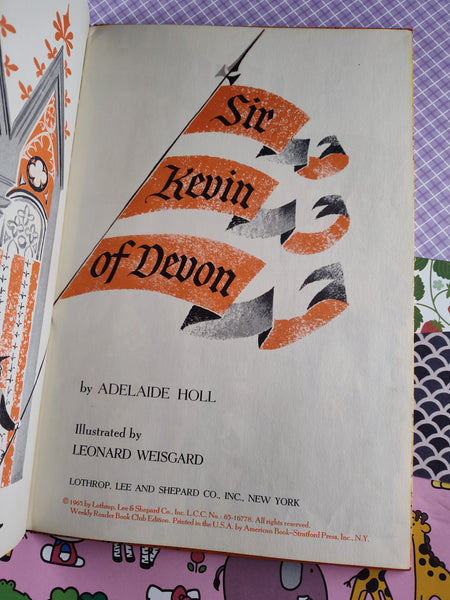 Sir
Kevin
of Devon
by ADELAIDE HOLL
Illustrated by
LEONARD WEISGARD
LOTHROP, LEE AND SHEPARD CO., INC., NEW YORK
© 1963 by Lothrop, Lee & Shepard Co., Inc. L.C.C. No.: 63-16778. All rights reserved.
Weekly Reader Book Club Edition. Printed in the U.S.A. by American Book–Stratford Press, Inc., N.Y.